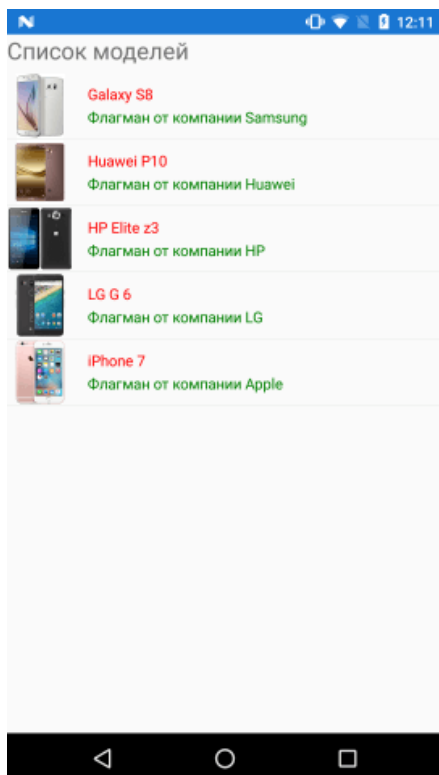 12:11
Список моделей
Galaxy S8
Флагман от компании Samsung
Huawei P10
Флагман от компании Huawei
HP Elite z3
Флагман от компании HP
LG G 6
Флагман от компании LG
iPhone 7
Флагман от компании Apple